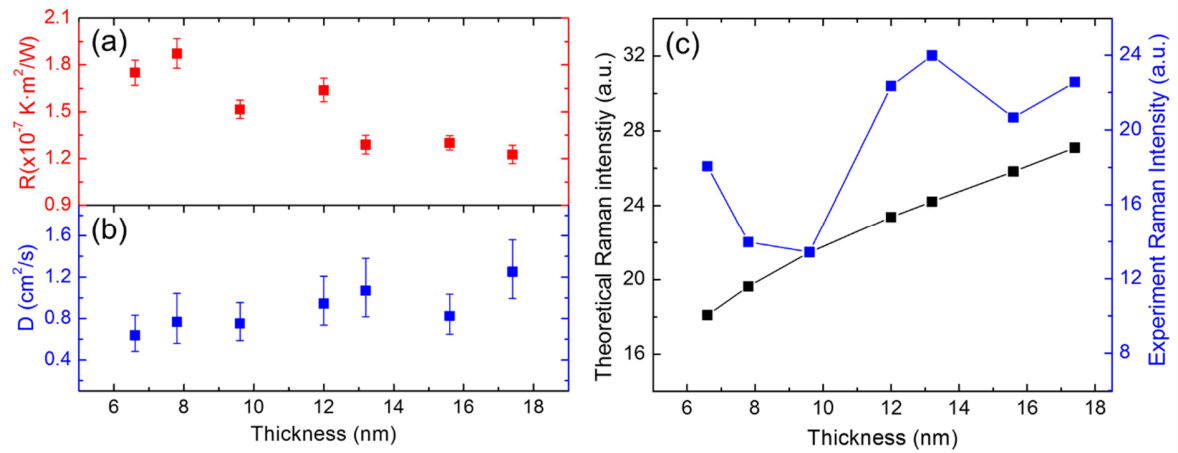 (a)
R(x10⁻⁷ K·m²/W)
2.1
1.8
1.5
1.2
0.9
(b)
D (cm²/s)
1.6
1.2
0.8
0.4
6 8 10 12 14 16 18
Thickness (nm)
(c)
Theoretical Raman intenstiy (a.u.)
32
28
24
20
16
6 8 10 12 14 16 18
Thickness (nm)
24
20
16
12
8
Experiment Raman Intensity (a.u.)